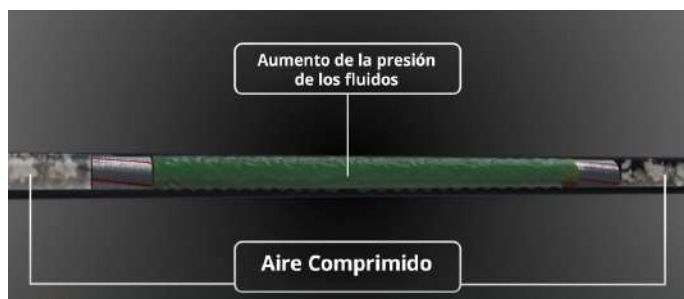 Aumento de la presión
de los fluidos
Aire Comprimido